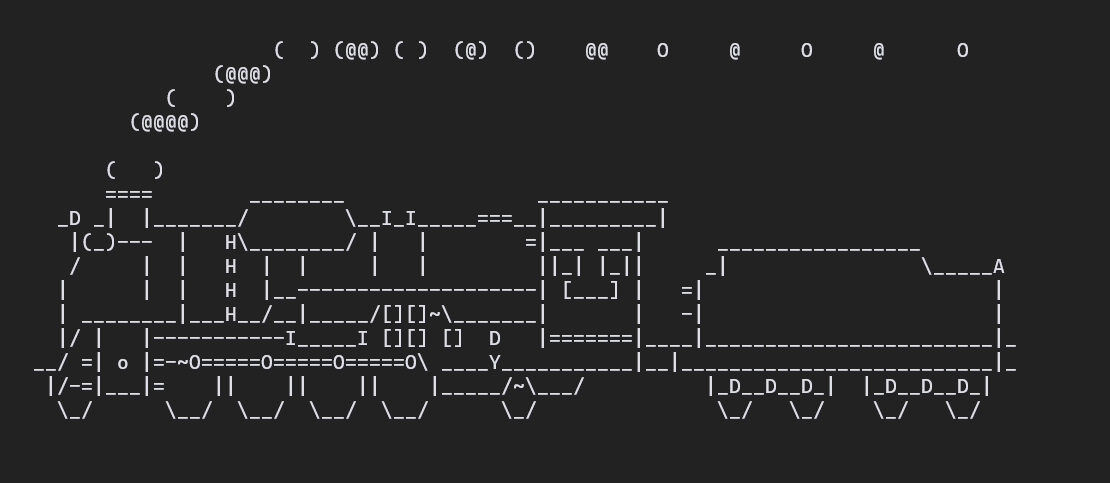 (  ) (@@) ( )  (@)  ()    @@    O     @     O     @      O
               (@@@)
           (    )
        (@@@@)

      (   )
      ====        ________                ___________
  _D _|  |_______/        \__I_I_____===__|_________|
   |(_)---  |   H\________/ |   |        =|___ ___|      _________________
   /     |  |   H  |  |     |   |         ||_| |_||     _|                \_____A
  |      |  |   H  |__--------------------| [___] |   =|                        |
  | ________|___H__/__|_____/[][]~\_______|       |   -|                        |
  |/ |   |-----------I_____I [][] []  D   |=======|____|________________________|_
__/ =| o |=-~O=====O=====O=====O\ ____Y___________|__|__________________________|_
 |/-=|___|=    ||    ||    ||    |_____/~\___/          |_D__D__D_|  |_D__D__D_|
  \_/      \__/  \__/  \__/  \__/      \_/               \_/   \_/    \_/   \_/